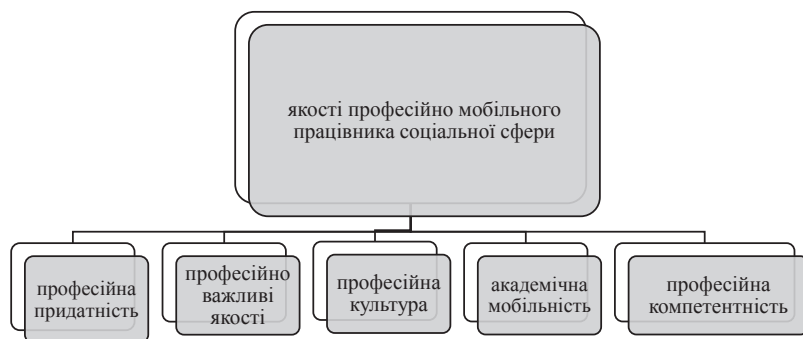 якості професійно мобільного
працівника соціальної сфери
професійна
придатність
професійно
важливі
якості
професійна
культура
академічна
мобільність
професійна
компетентність